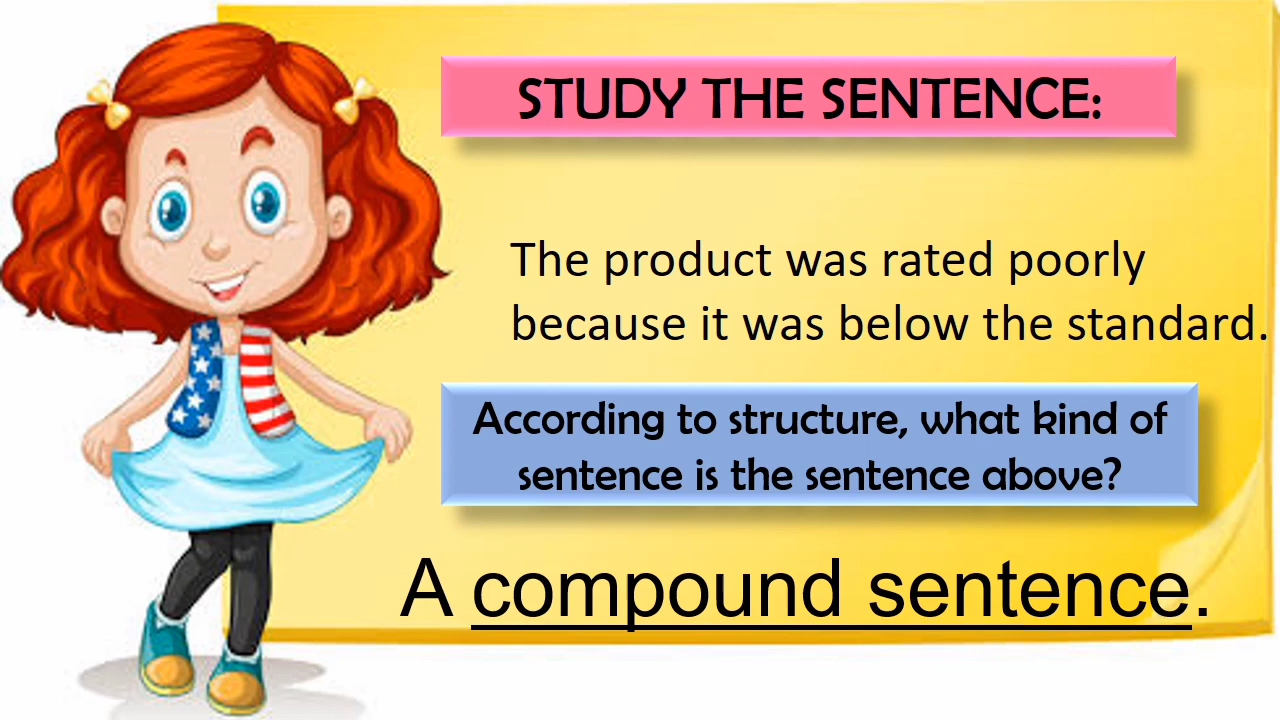 STUDY THE SENTENCE:
The product was rated poorly
because it was below the standard.
According to structure, what kind of
sentence is the sentence above?
A compound sentence.